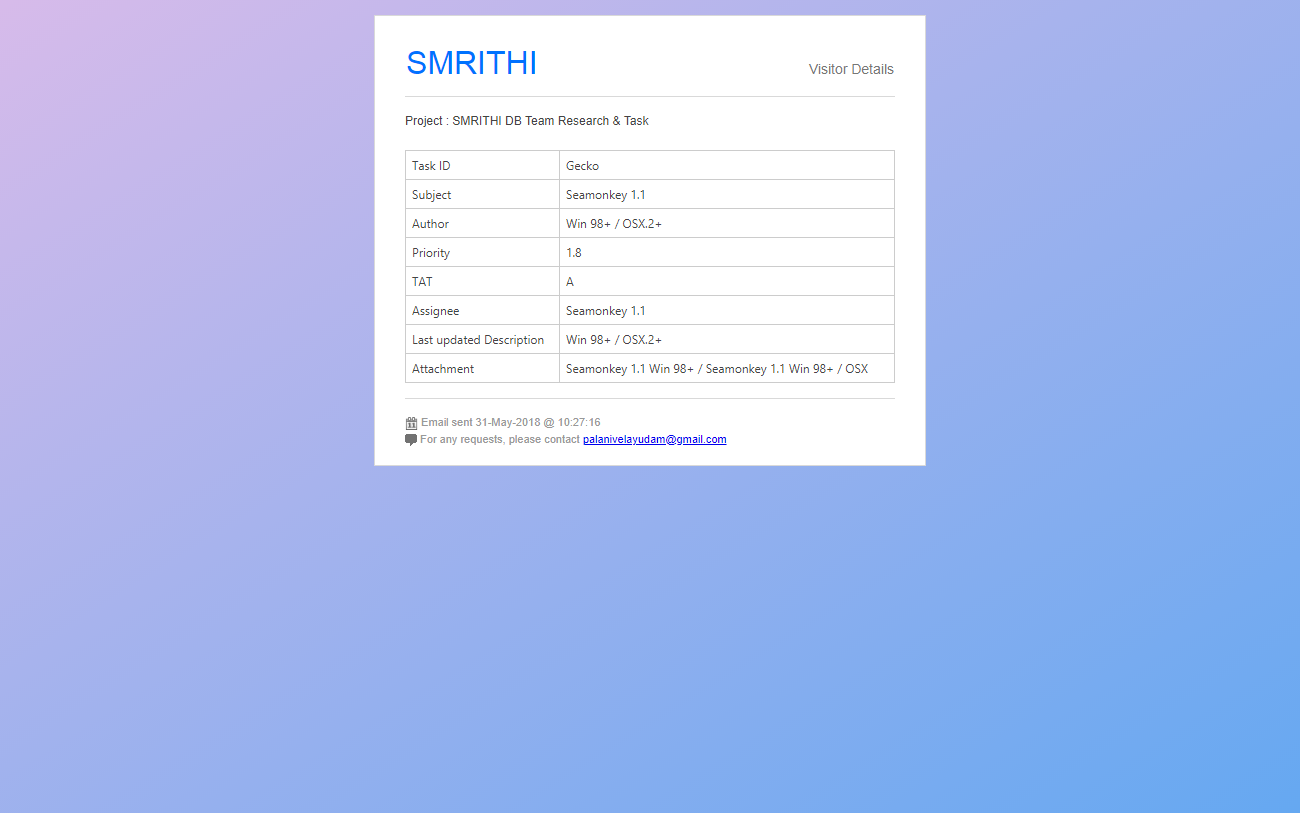 SMRITHI
Visitor Details
Project : SMRITHI DB Team Research & Task
Task ID Gecko
Subject Seamonkey 1.1
Author Win 98+ / OSX.2+
Priority 1.8
TAT A
Assignee Seamonkey 1.1
Last updated Description Win 98+ / OSX.2+
Attachment Seamonkey 1.1 Win 98+ / Seamonkey 1.1 Win 98+ / OSX
Email sent 31-May-2018 @ 10:27:16
For any requests, please contact palanivelayudam@gmail.com